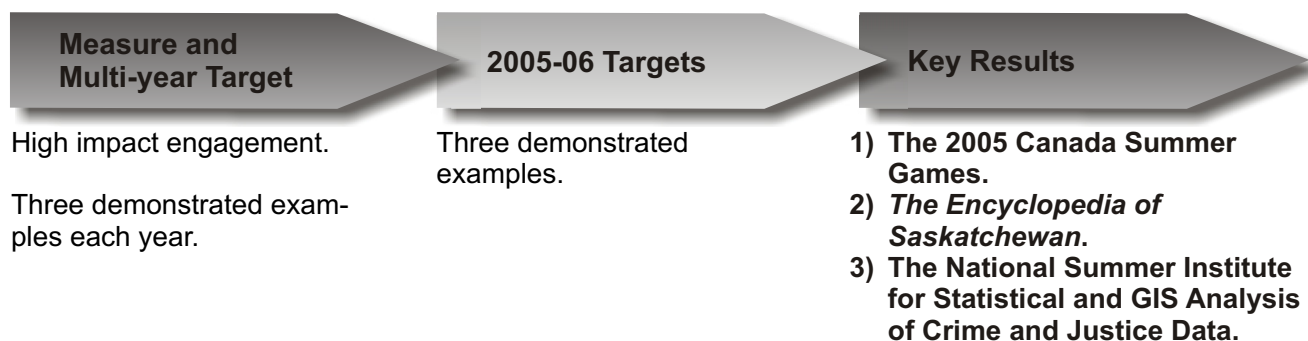 Measure and
Multi-year Target
High impact engagement.
Three demonstrated exam-
ples each year.
2005-06 Targets
Three demonstrated
examples.
Key Results
1) The 2005 Canada Summer
Games.
2) The Encyclopedia of
Saskatchewan.
3) The National Summer Institute
for Statistical and GIS Analysis
of Crime and Justice Data.